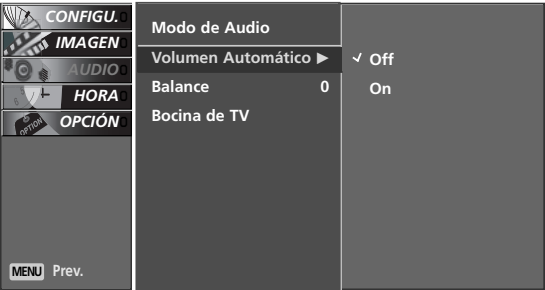 CONFIGU.
IMAGEN
AUDIO
HORA
OPCIÓN
OPTION
MENU Prev.
Modo de Audio
Volumen Automático ▶
Balance 0
Bocina de TV
✓ Off
On